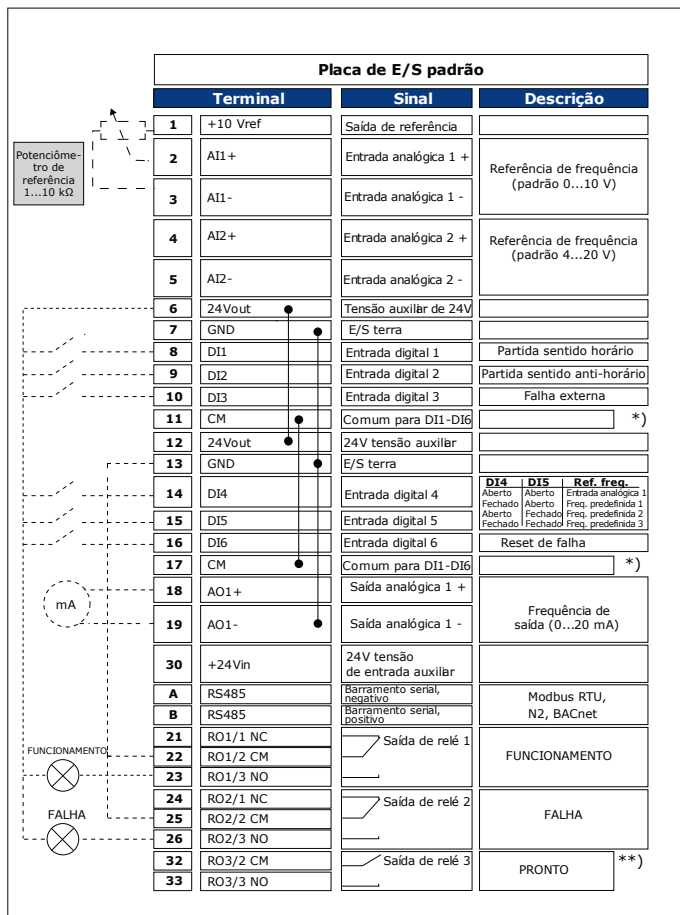 Placa de E/S padrão
Terminal Sinal Descrição
1 +10 Vref Saída de referência
Potenciôme-
tro de
referência
1...10 kΩ
2 AI1+ Entrada analógica 1 +
Referência de frequência
(padrão 0...10 V)
3 AI1- Entrada analógica 1 -
4 AI2+ Entrada analógica 2 +
Referência de frequência
(padrão 4...20 V)
5 AI2- Entrada analógica 2 -
6 24Vout Tensão auxiliar de 24V
7 GND E/S terra
8 DI1 Entrada digital 1 Partida sentido horário
9 DI2 Entrada digital 2 Partida sentido anti-horário
10 DI3 Entrada digital 3 Falha externa
11 CM Comum para DI1-DI6 *)
12 24Vout 24V tensão auxiliar
13 GND E/S terra
14 DI4 Entrada digital 4
DI4 DI5 Ref. freq.
Aberto Aberto Entrada analógica 1
Fechado Aberto Freq. predefinida 1
Aberto Fechado Freq. predefinida 2
Fechado Fechado Freq. predefinida 3
15 DI5 Entrada digital 5
16 DI6 Entrada digital 6 Reset de falha
17 CM Comum para DI1-DI6 *)
mA
18 AO1+ Saída analógica 1 +
Frequência de
saída (0...20 mA)
19 AO1- Saída analógica 1 -
30 +24Vin 24V tensão
de entrada auxiliar
A RS485 Barramento serial,
negativo
Modbus RTU,
N2, BACnet
B RS485 Barramento serial,
positivo
21 RO1/1 NC Saída de relé 1
FUNCIONAMENTO
22 RO1/2 CM FUNCIONAMENTO
23 RO1/3 NO
24 RO2/1 NC Saída de relé 2
FALHA
25 RO2/2 CM FALHA
26 RO2/3 NO
32 RO3/2 CM Saída de relé 3
PRONTO **)
33 RO3/3 NO